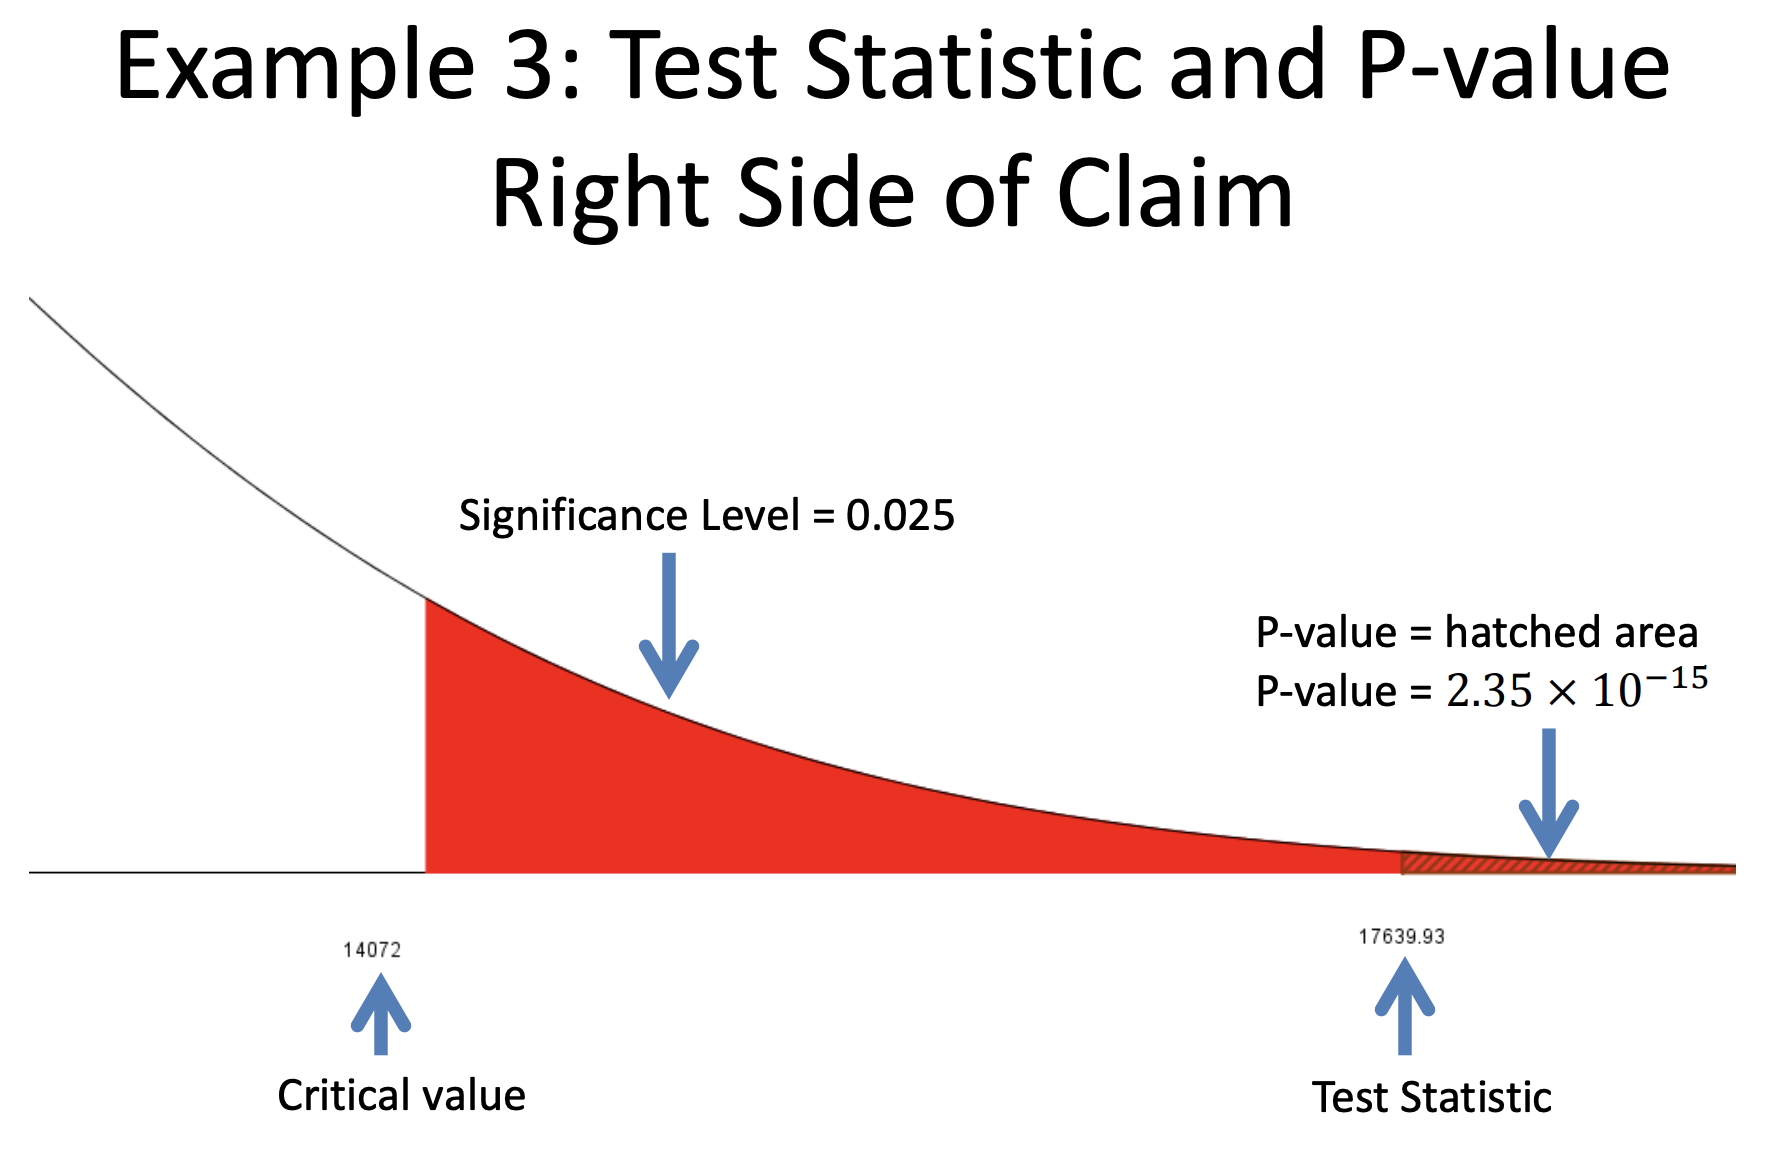 Example 3: Test Statistic and P-value
Right Side of Claim
Significance Level = 0.025
P-value = hatched area
P-value = 2.35 × 10⁻¹⁵
14072
17639.93
Critical value
Test Statistic